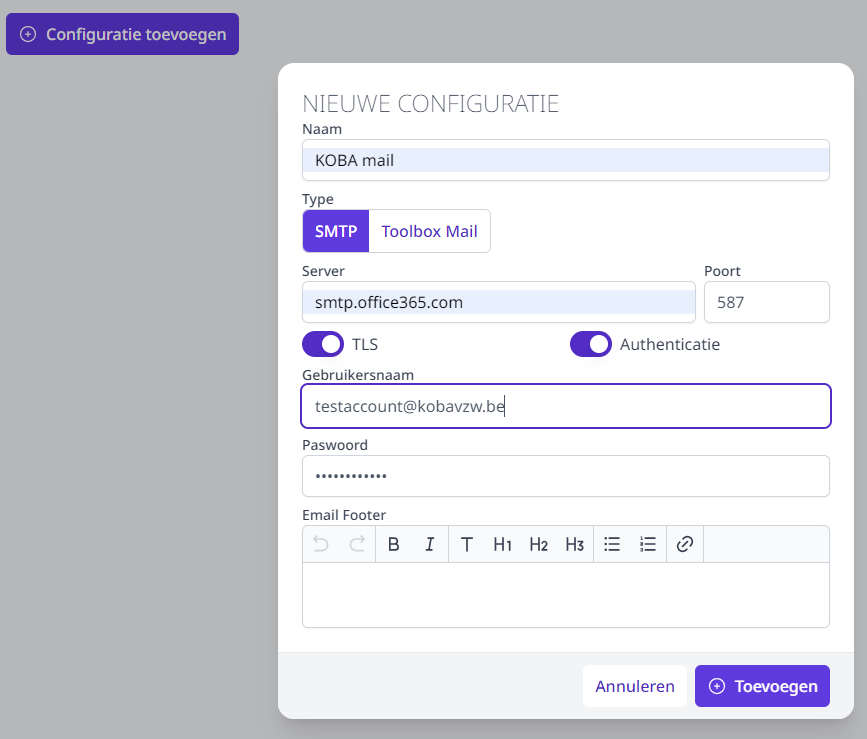 Configuratie toevoegen
NIEUWE CONFIGURATIE
Naam
KOBA mail
Type
SMTP Toolbox Mail
Server Poort
smtp.office365.com 587
TLS Authenticatie
Gebruikersnaam
testaccount@kobavzw.be
Paswoord
••••••••••••
Email Footer
B I T H1 H2 H3
Annuleren Toevoegen